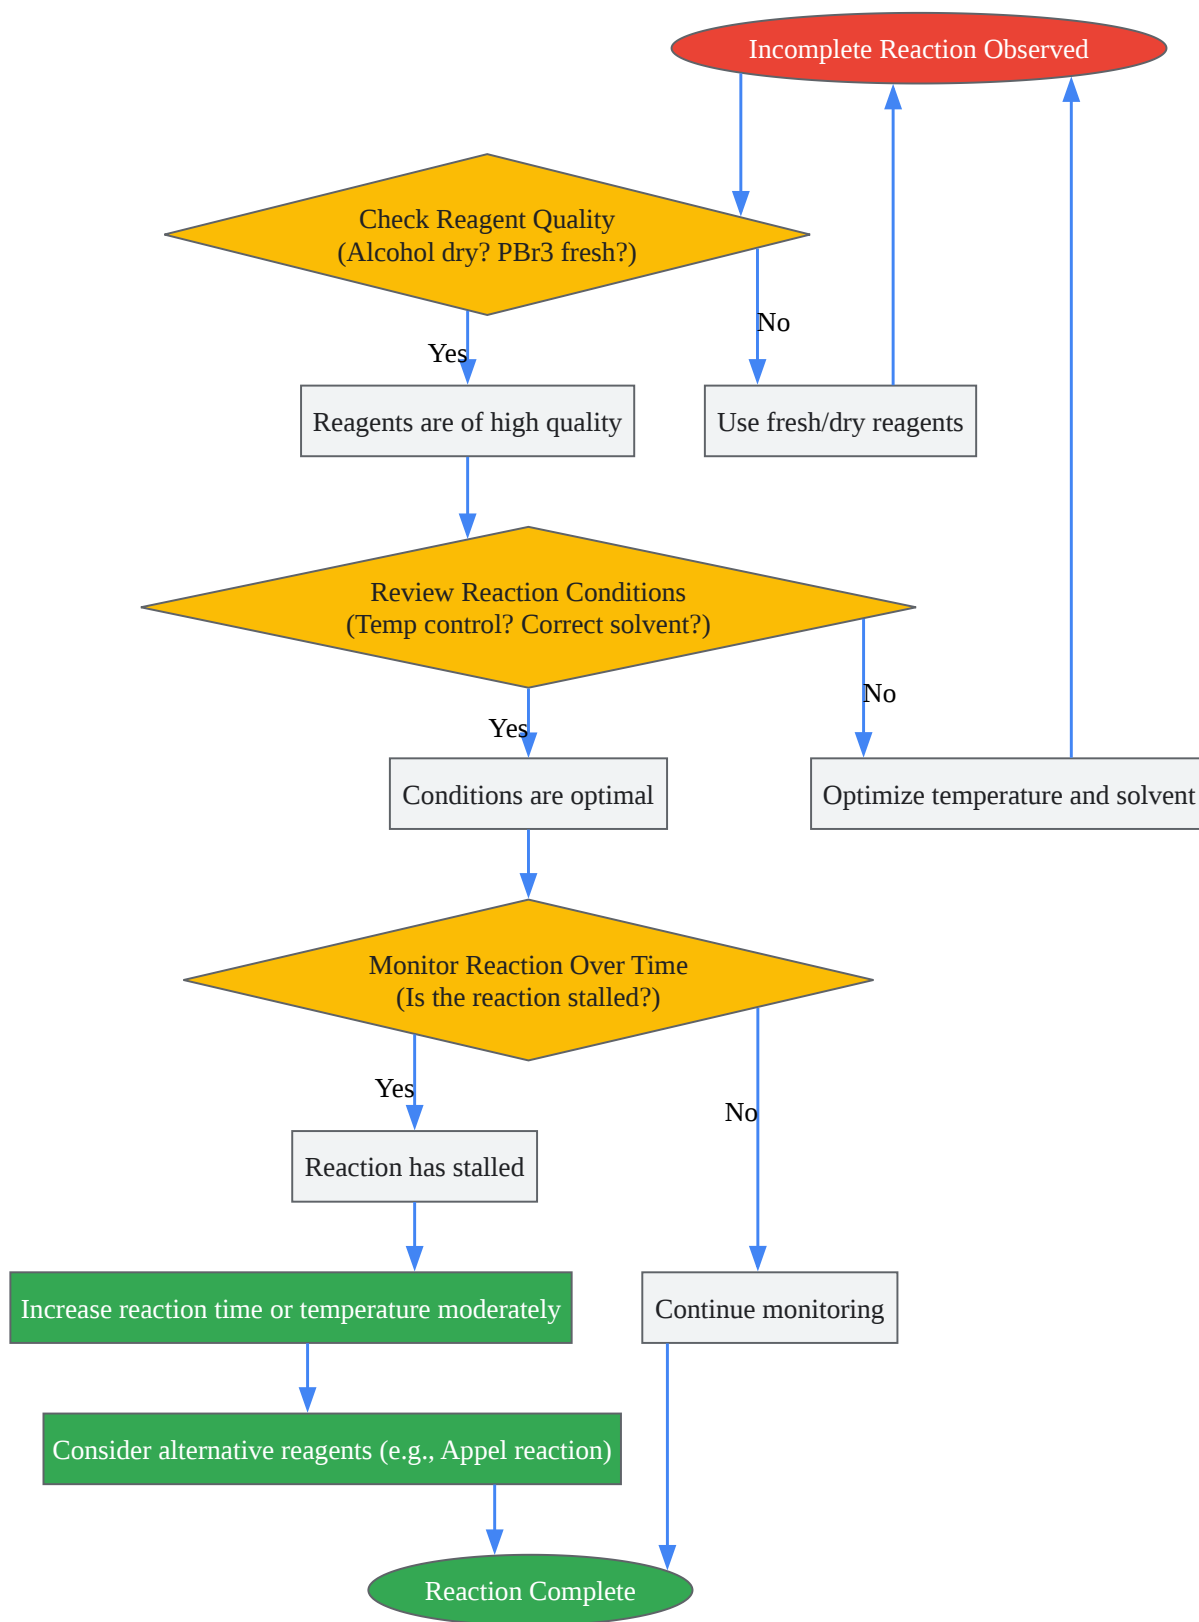 Incomplete Reaction Observed
Check Reagent Quality
(Alcohol dry? PBr3 fresh?)
No
Yes
Reagents are of high quality
Use fresh/dry reagents
Review Reaction Conditions
(Temp control? Correct solvent?)
No
Yes
Conditions are optimal
Optimize temperature and solvent
Monitor Reaction Over Time
(Is the reaction stalled?)
Yes
No
Reaction has stalled
Increase reaction time or temperature moderately
Continue monitoring
Consider alternative reagents (e.g., Appel reaction)
Reaction Complete